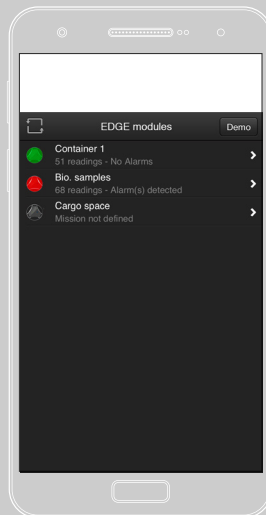 EDGE modules
Demo
Container 1
51 readings - No Alarms
Bio. samples
68 readings - Alarm(s) detected
Cargo space
Mission not defined